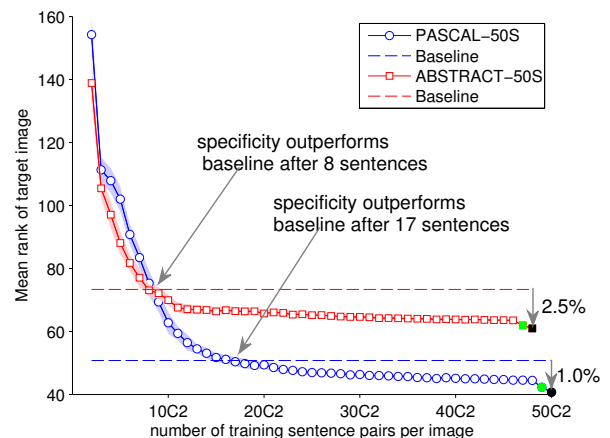 PASCAL−50S
Baseline
ABSTRACT−50S
Baseline
specificity outperforms
baseline after 8 sentences
specificity outperforms
baseline after 17 sentences
2.5%
1.0%
Mean rank of target image
160
140
120
100
80
60
40
10C2 20C2 30C2 40C2 50C2
number of training sentence pairs per image